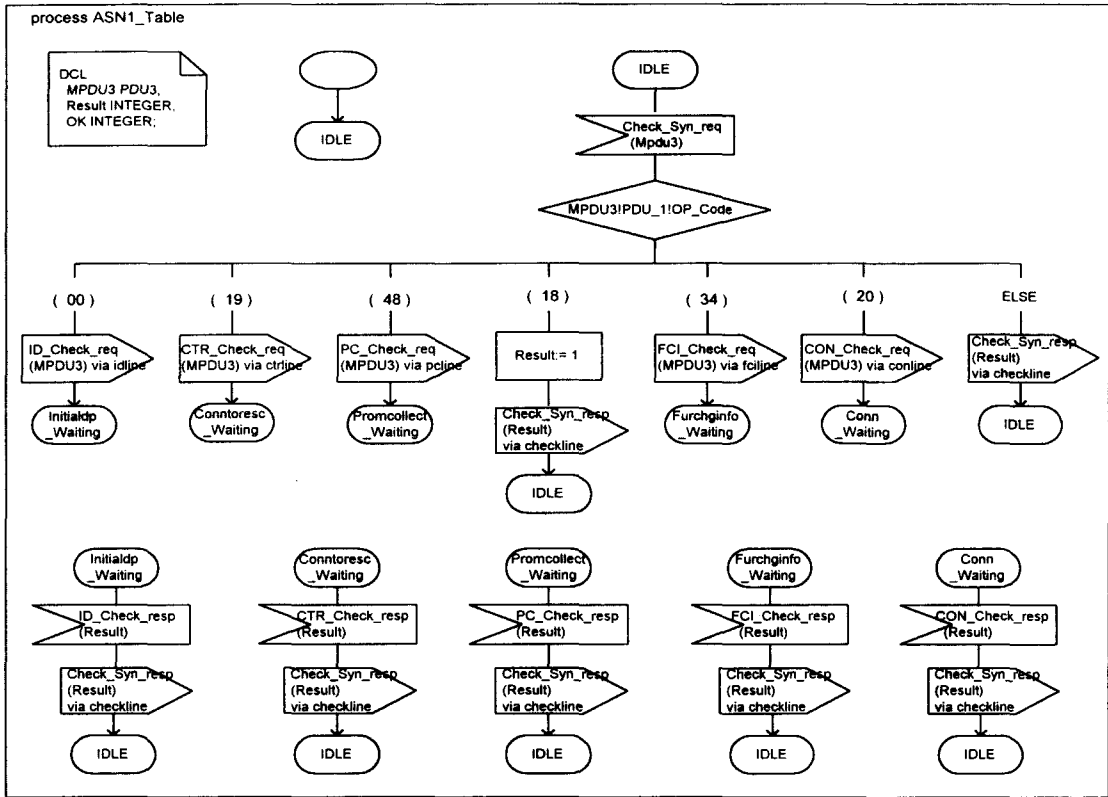 process ASN1_Table
DCL
MPDU3 PDU3,
Result INTEGER,
OK INTEGER;
IDLE
IDLE
Check_Syn_req
(Mpdu3)
MPDU3!PDU_1!OP_Code
( 00 )
( 19 )
( 48 )
( 18 )
( 34 )
( 20 )
ELSE
ID_Check_req
(MPDU3) via idline
CTR_Check_req
(MPDU3) via ctrline
PC_Check_req
(MPDU3) via pcline
Result:= 1
FCI_Check_req
(MPDU3) via fciline
CON_Check_req
(MPDU3) via conline
Check_Syn_resp
(Result)
via checkline
Initialdp
_Waiting
Conntoresc
_Waiting
Promcollect
_Waiting
Check_Syn_resp
(Result)
via checkline
Furchginfo
_Waiting
Conn
_Waiting
IDLE
IDLE
Initialdp
_Waiting
Conntoresc
_Waiting
Promcollect
_Waiting
Furchginfo
_Waiting
Conn
_Waiting
ID_Check_resp
(Result)
CTR_Check_resp
(Result)
PC_Check_resp
(Result)
FCI_Check_resp
(Result)
CON_Check_resp
(Result)
Check_Syn_resp
(Result)
via checkline
Check_Syn_resp
(Result)
via checkline
Check_Syn_resp
(Result)
via checkline
Check_Syn_resp
(Result)
via checkline
Check_Syn_resp
(Result)
via checkline
IDLE
IDLE
IDLE
IDLE
IDLE